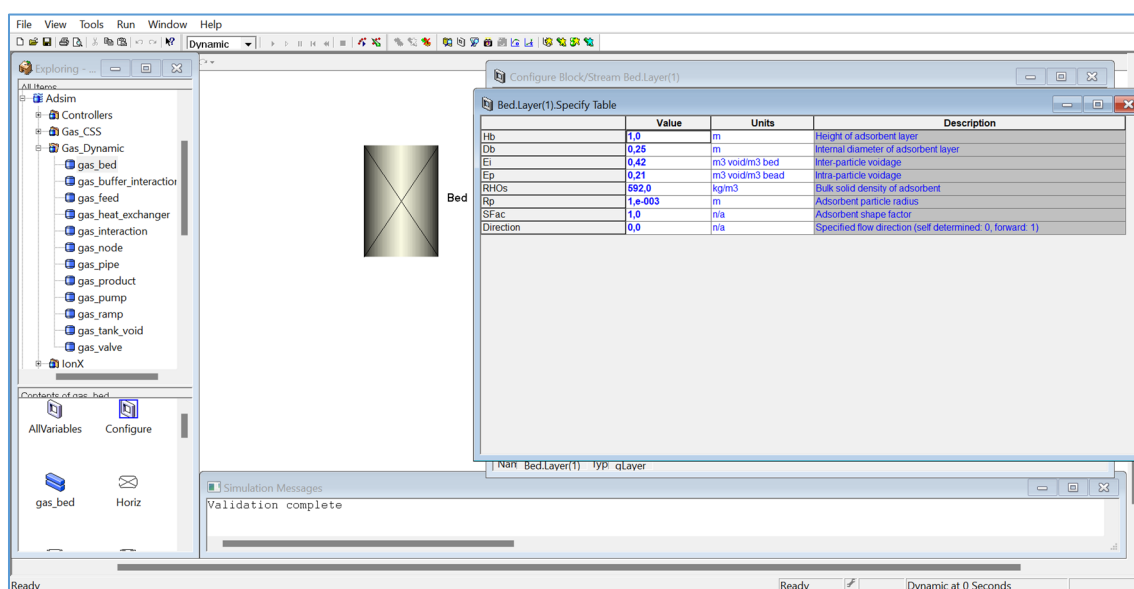 File View Tools Run Window Help
Dynamic
Exploring - ...
All Items
Adsim
Controllers
Gas_CSS
Gas_Dynamic
gas_bed
gas_buffer_interaction
gas_feed
gas_heat_exchanger
gas_interaction
gas_node
gas_pipe
gas_product
gas_pump
gas_ramp
gas_tank_void
gas_valve
IonX
Contents of gas_bed
AllVariables Configure
gas_bed Horiz
Bed
Configure Block/Stream Bed.Layer(1)
Bed.Layer(1).Specify Table
Value Units Description
Hb 1,0 m Height of adsorbent layer
Db 0,25 m Internal diameter of adsorbent layer
Ei 0,42 m3 void/m3 bed Inter-particle voidage
Ep 0,21 m3 void/m3 bead Intra-particle voidage
RHOs 592,0 kg/m3 Bulk solid density of adsorbent
Rp 1,e-003 m Adsorbent particle radius
SFac 1,0 n/a Adsorbent shape factor
Direction 0,0 n/a Specified flow direction (self determined: 0, forward: 1)
Bed.Layer(1) qLayer
Simulation Messages
Validation complete
Ready Ready Dynamic at 0 Seconds